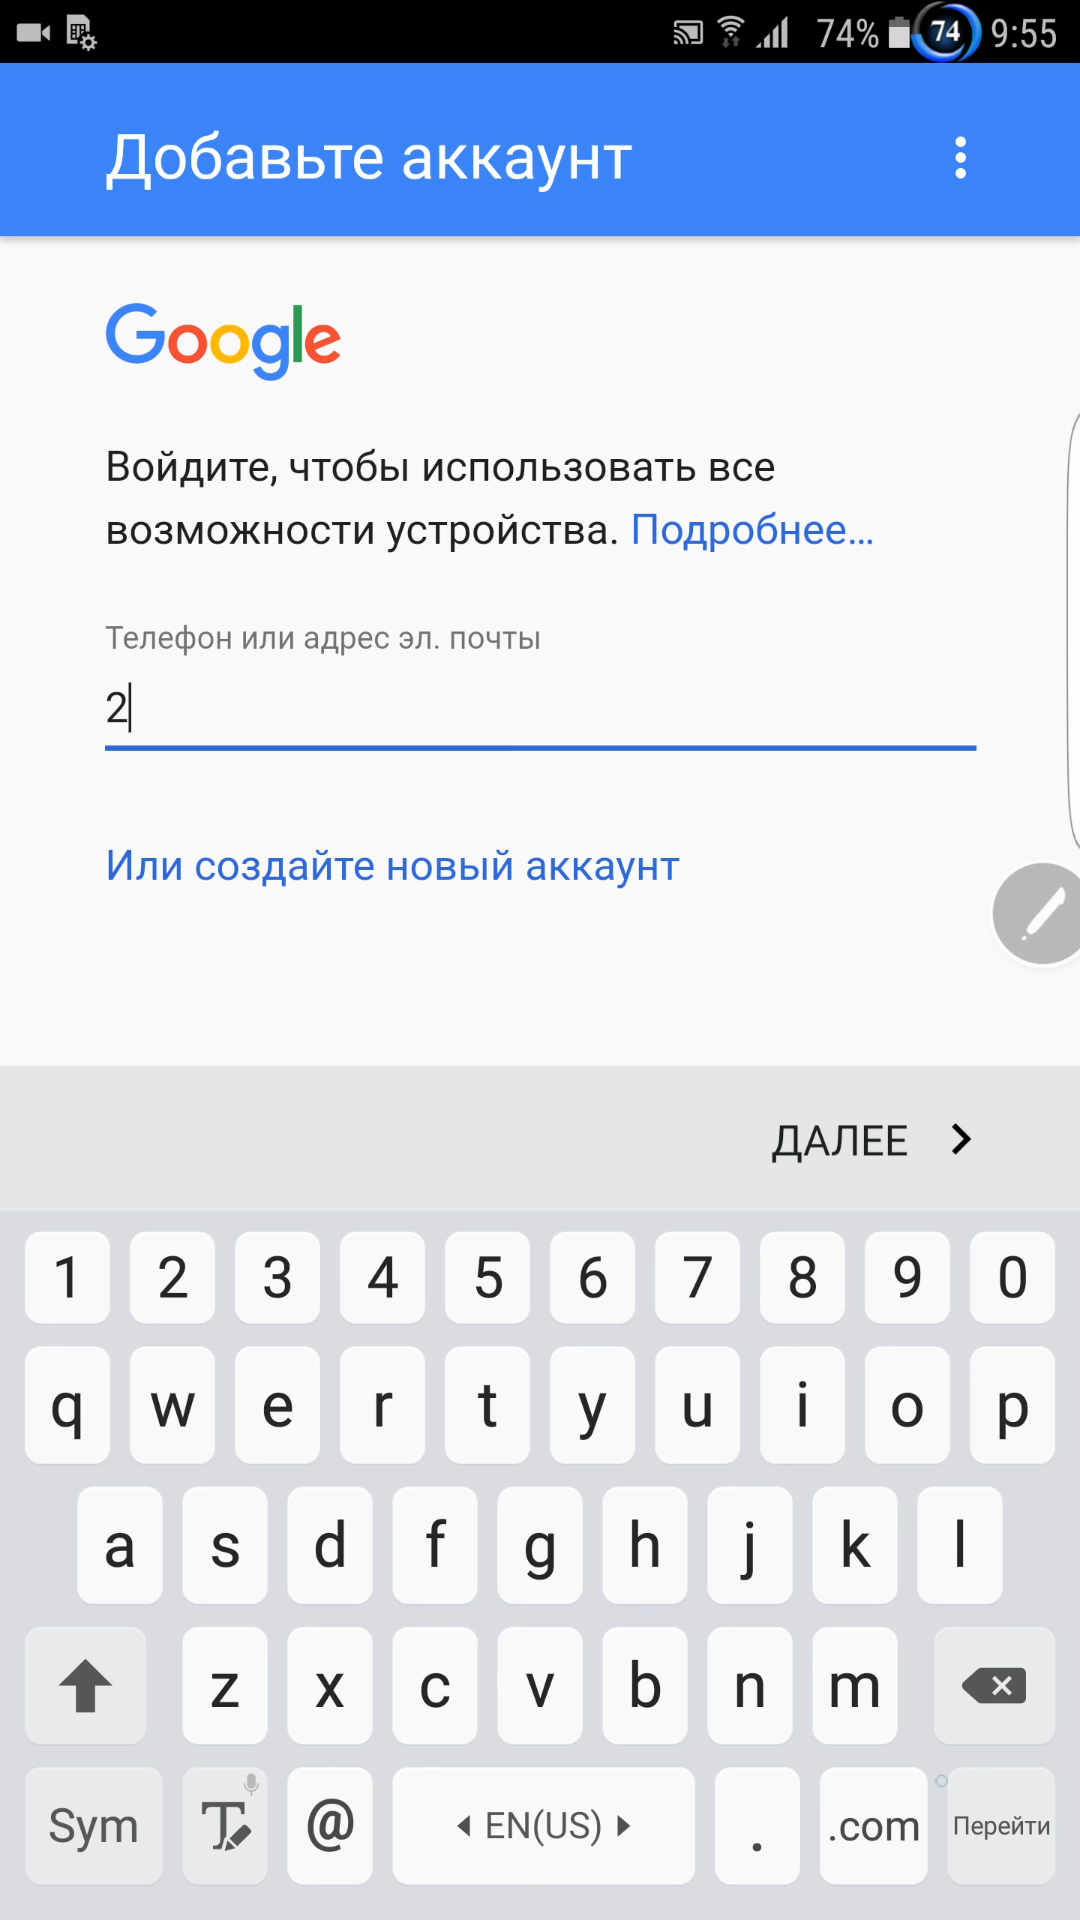 74% 74 9:55
Добавьте аккаунт
Google
Войдите, чтобы использовать все
возможности устройства. Подробнее...
Телефон или адрес эл. почты
2
Или создайте новый аккаунт
ДАЛЕЕ
1 2 3 4 5 6 7 8 9 0
q w e r t y u i o p
a s d f g h j k l
z x c v b n m
Sym T @ EN(US) . .com Перейти